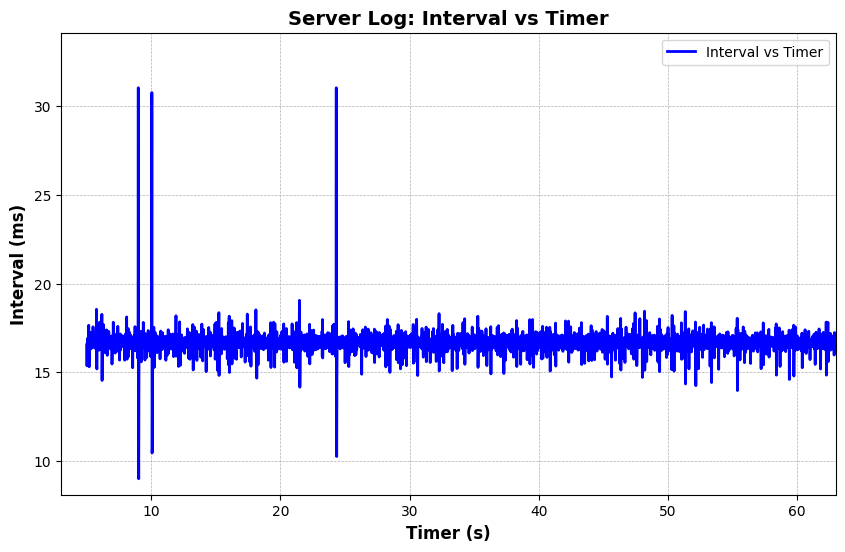 Server Log: Interval vs Timer
Interval vs Timer
30
25
20
15
10
Interval (ms)
10 20 30 40 50 60
Timer (s)